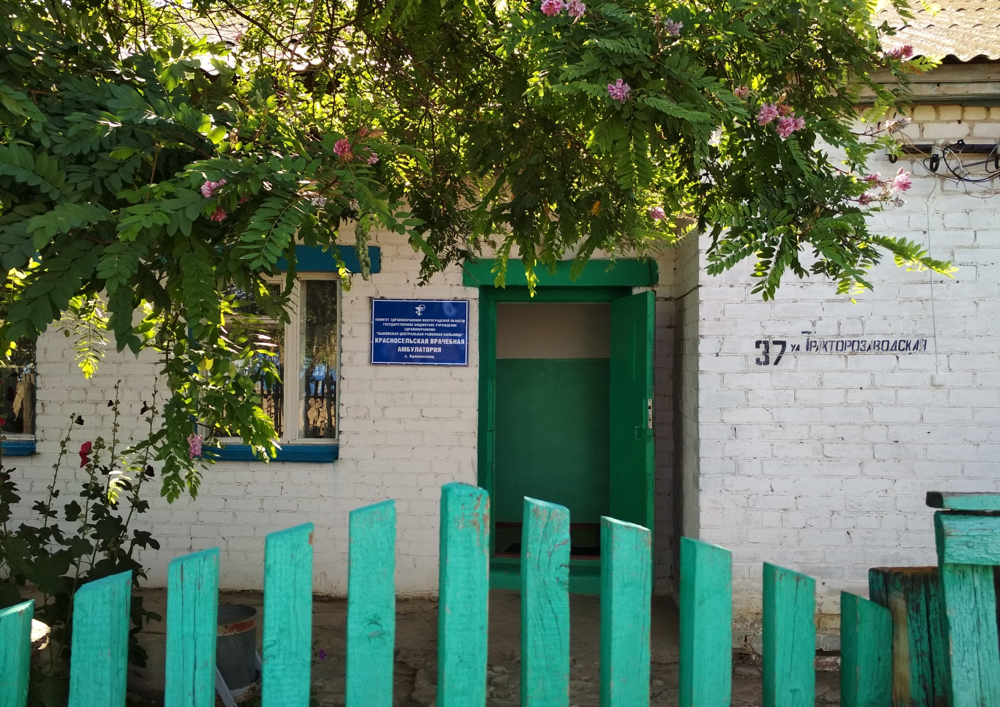 КОМИТЕТ ЗДРАВООХРАНЕНИЯ ВОЛГОГРАДСКОЙ ОБЛАСТИ
ГОСУДАРСТВЕННОЕ БЮДЖЕТНОЕ УЧРЕЖДЕНИЕ
ЗДРАВООХРАНЕНИЯ
"БЫКОВСКАЯ ЦЕНТРАЛЬНАЯ РАЙОННАЯ БОЛЬНИЦА"
КРАСНОСЕЛЬСКАЯ ВРАЧЕБНАЯ
АМБУЛАТОРИЯ
с. Красноселец
37 ул. ТРАКТОРОЗАВОДСКАЯ